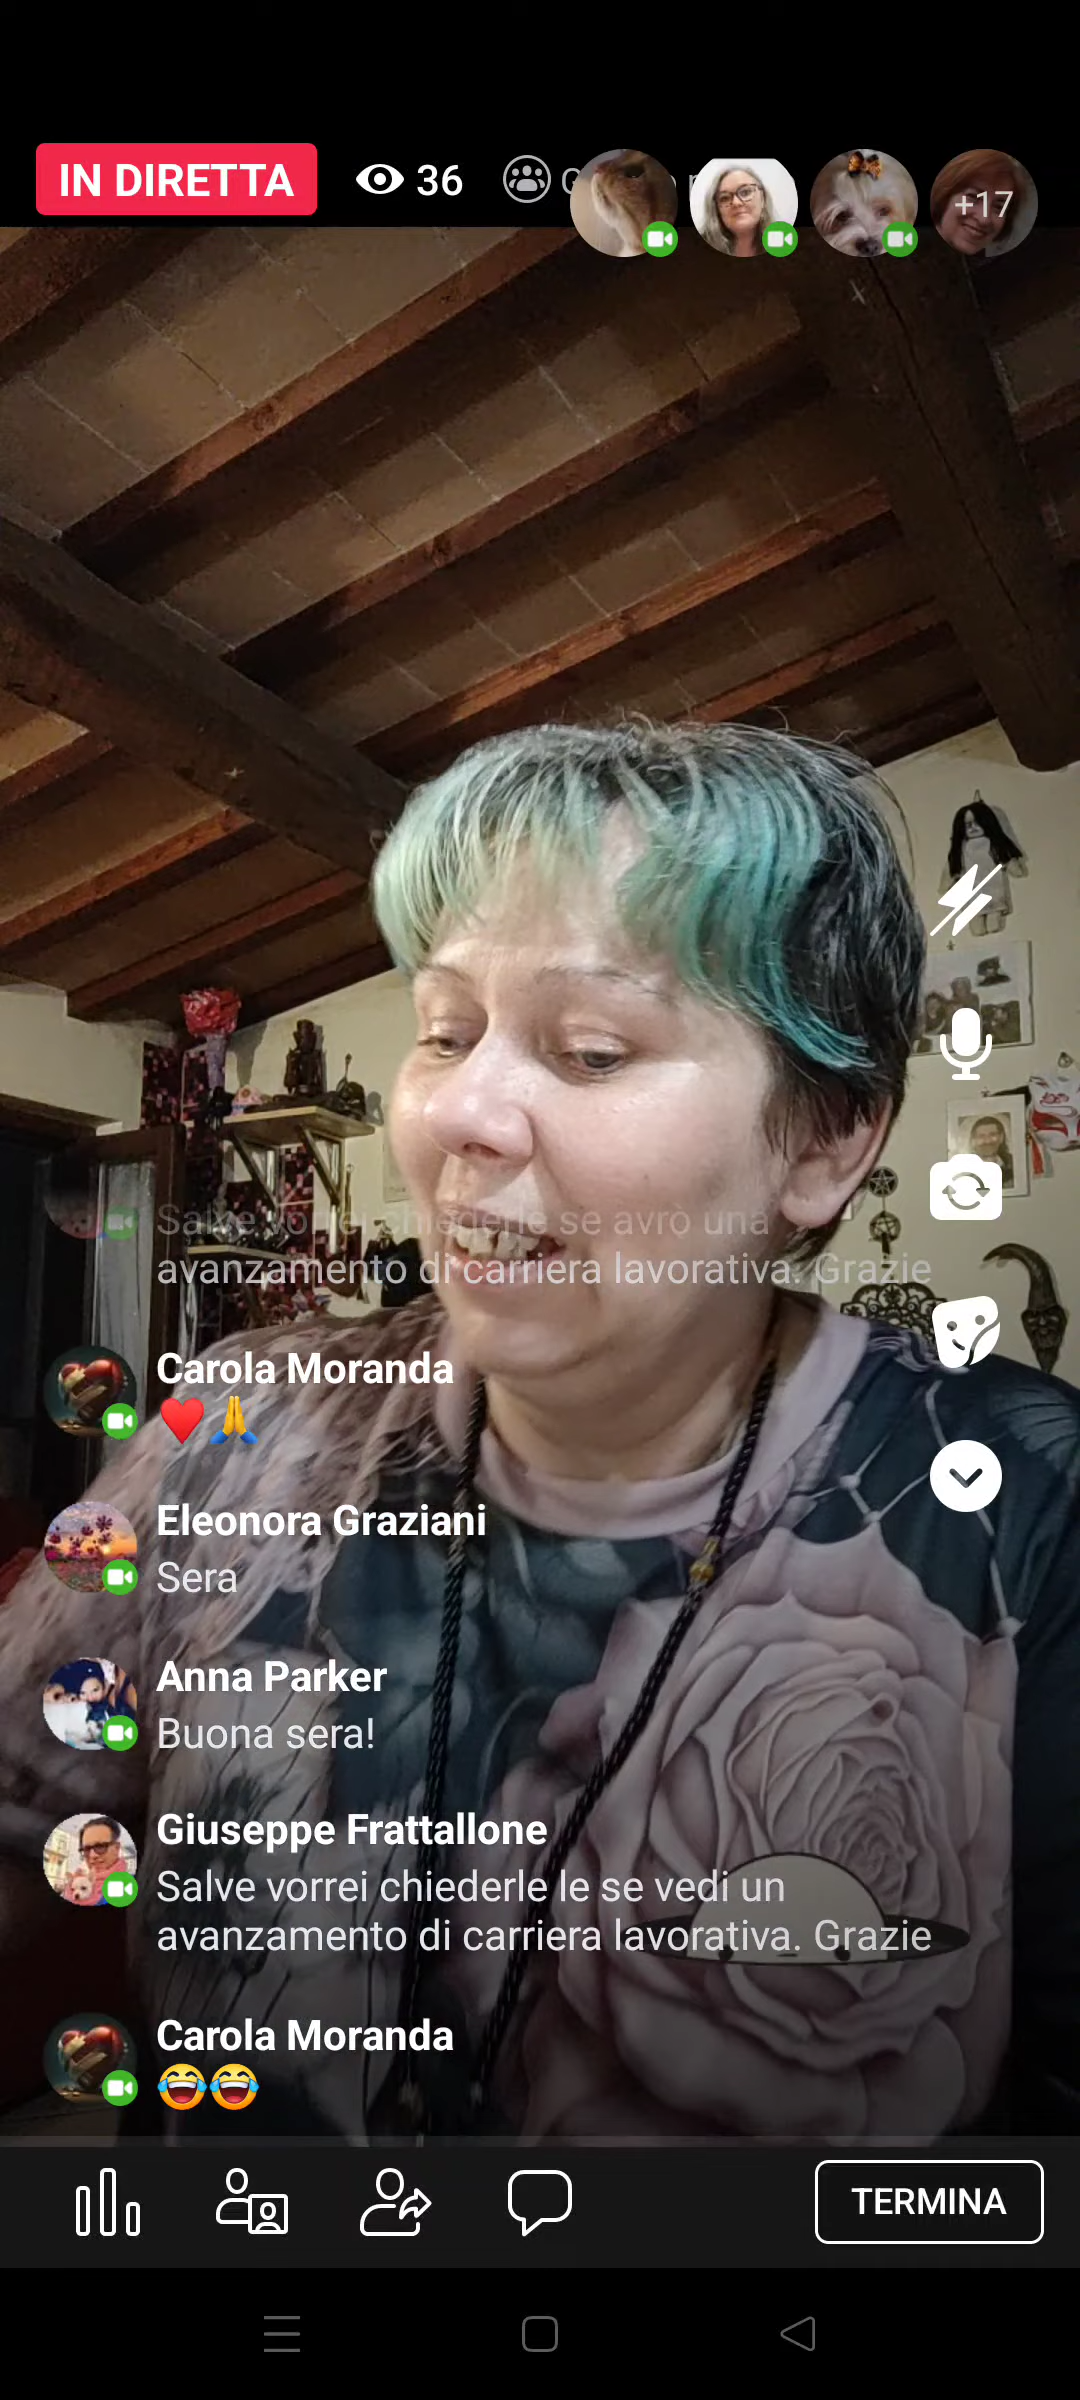 IN DIRETTA
36
+17
Salve vorrei chiederle se avrò una
avanzamento di carriera lavorativa. Grazie
Carola Moranda
❤️🙏
Eleonora Graziani
Sera
Anna Parker
Buona sera!
Giuseppe Frattallone
Salve vorrei chiederle le se vedi un
avanzamento di carriera lavorativa. Grazie
Carola Moranda
😂😂
TERMINA